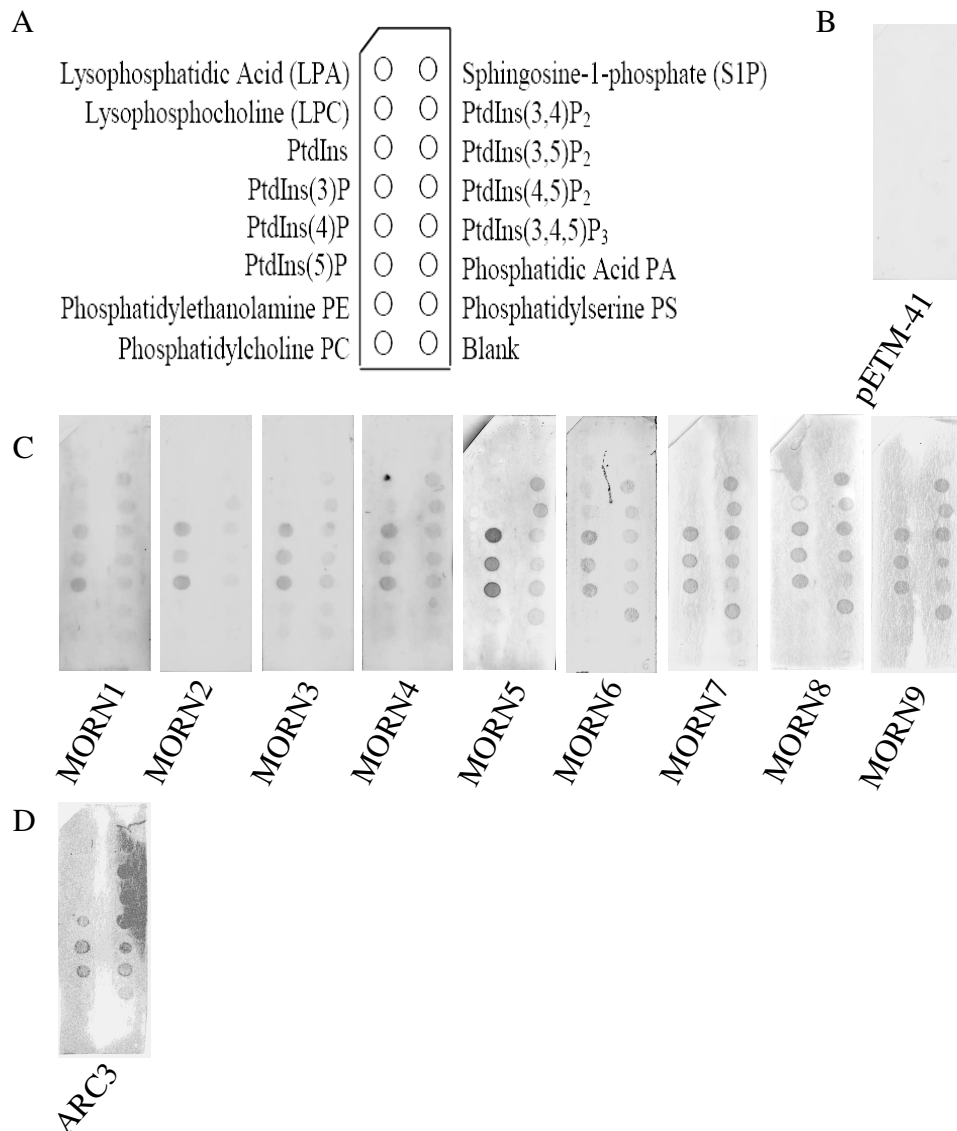 A
B
Lysophosphatidic Acid (LPA) Sphingosine-1-phosphate (S1P)
Lysophosphocholine (LPC) PtdIns(3,4)P₂
PtdIns PtdIns(3,5)P₂
PtdIns(3)P PtdIns(4,5)P₂
PtdIns(4)P PtdIns(3,4,5)P₃
PtdIns(5)P Phosphatidic Acid PA
Phosphatidylethanolamine PE Phosphatidylserine PS
Phosphatidylcholine PC Blank
pETM-41
C
MORN1
MORN2
MORN3
MORN4
MORN5
MORN6
MORN7
MORN8
MORN9
D
ARC3